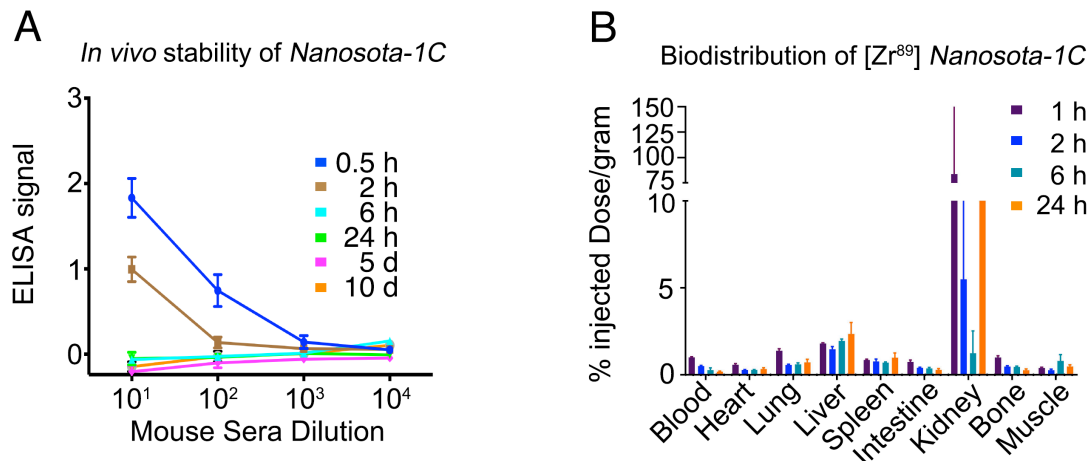 A
In vivo stability of Nanosota-1C
3
2
1
0
ELISA signal
0.5 h
2 h
6 h
24 h
5 d
10 d
10¹
10²
10³
10⁴
Mouse Sera Dilution
B
Biodistribution of [Zr⁸⁹] Nanosota-1C
150
125
100
75
10
5
0
% injected Dose/gram
1 h
2 h
6 h
24 h
Blood
Heart
Lung
Liver
Spleen
Intestine
Kidney
Bone
Muscle